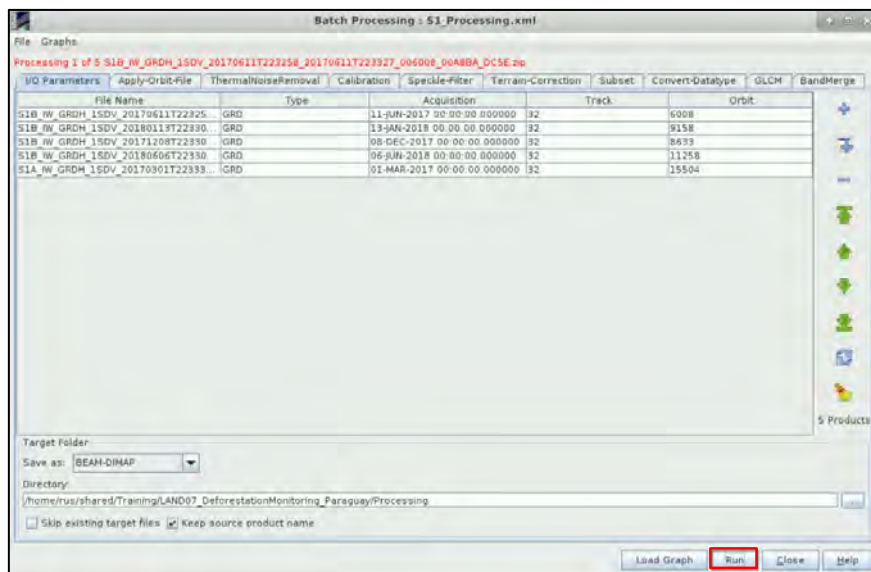 Batch Processing : S1_Processing.xml
File Graphs
Processing 1 of 5 S1B_IW_GRDH_1SDV_20170611T223258_20170611T223327_006008_00A8BA_DC5E.zip
I/O Parameters Apply-Orbit-File ThermalNoiseRemoval Calibration Speckle-Filter Terrain-Correction Subset Convert-Datatype GLCM BandMerge
File Name Type Acquisition Track Orbit
S1B_IW_GRDH_1SDV_20170611T22325... GRD 11-JUN-2017 00:00:00.000000 32 6008
S1B_IW_GRDH_1SDV_20180113T22330... GRD 13-JAN-2018 00:00:00.000000 32 9158
S1B_IW_GRDH_1SDV_20171208T22330... GRD 08-DEC-2017 00:00:00.000000 32 8633
S1B_IW_GRDH_1SDV_20180606T22330... GRD 06-JUN-2018 00:00:00.000000 32 11258
S1A_IW_GRDH_1SDV_20170301T22333... GRD 01-MAR-2017 00:00:00.000000 32 15504
5 Products
Target Folder
Save as: BEAM-DIMAP
Directory:
/home/rus/shared/Training/LAND07_DeforestationMonitoring_Paraguay/Processing
...
Skip existing target files Keep source product name
Load Graph Run Close Help